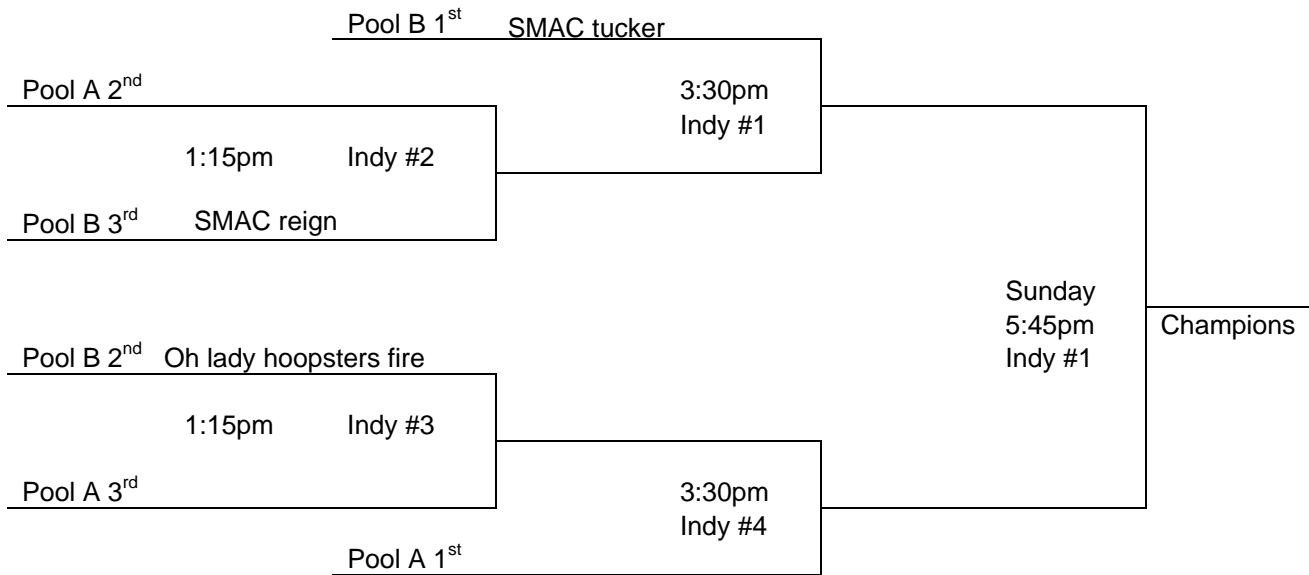 Pool B 1st SMAC tucker
Pool A 2nd
3:30pm
Indy #1
1:15pm Indy #2
Pool B 3rd SMAC reign
Sunday
5:45pm
Indy #1
Champions
Pool B 2nd Oh lady hoopsters fire
1:15pm Indy #3
Pool A 3rd
3:30pm
Indy #4
Pool A 1st